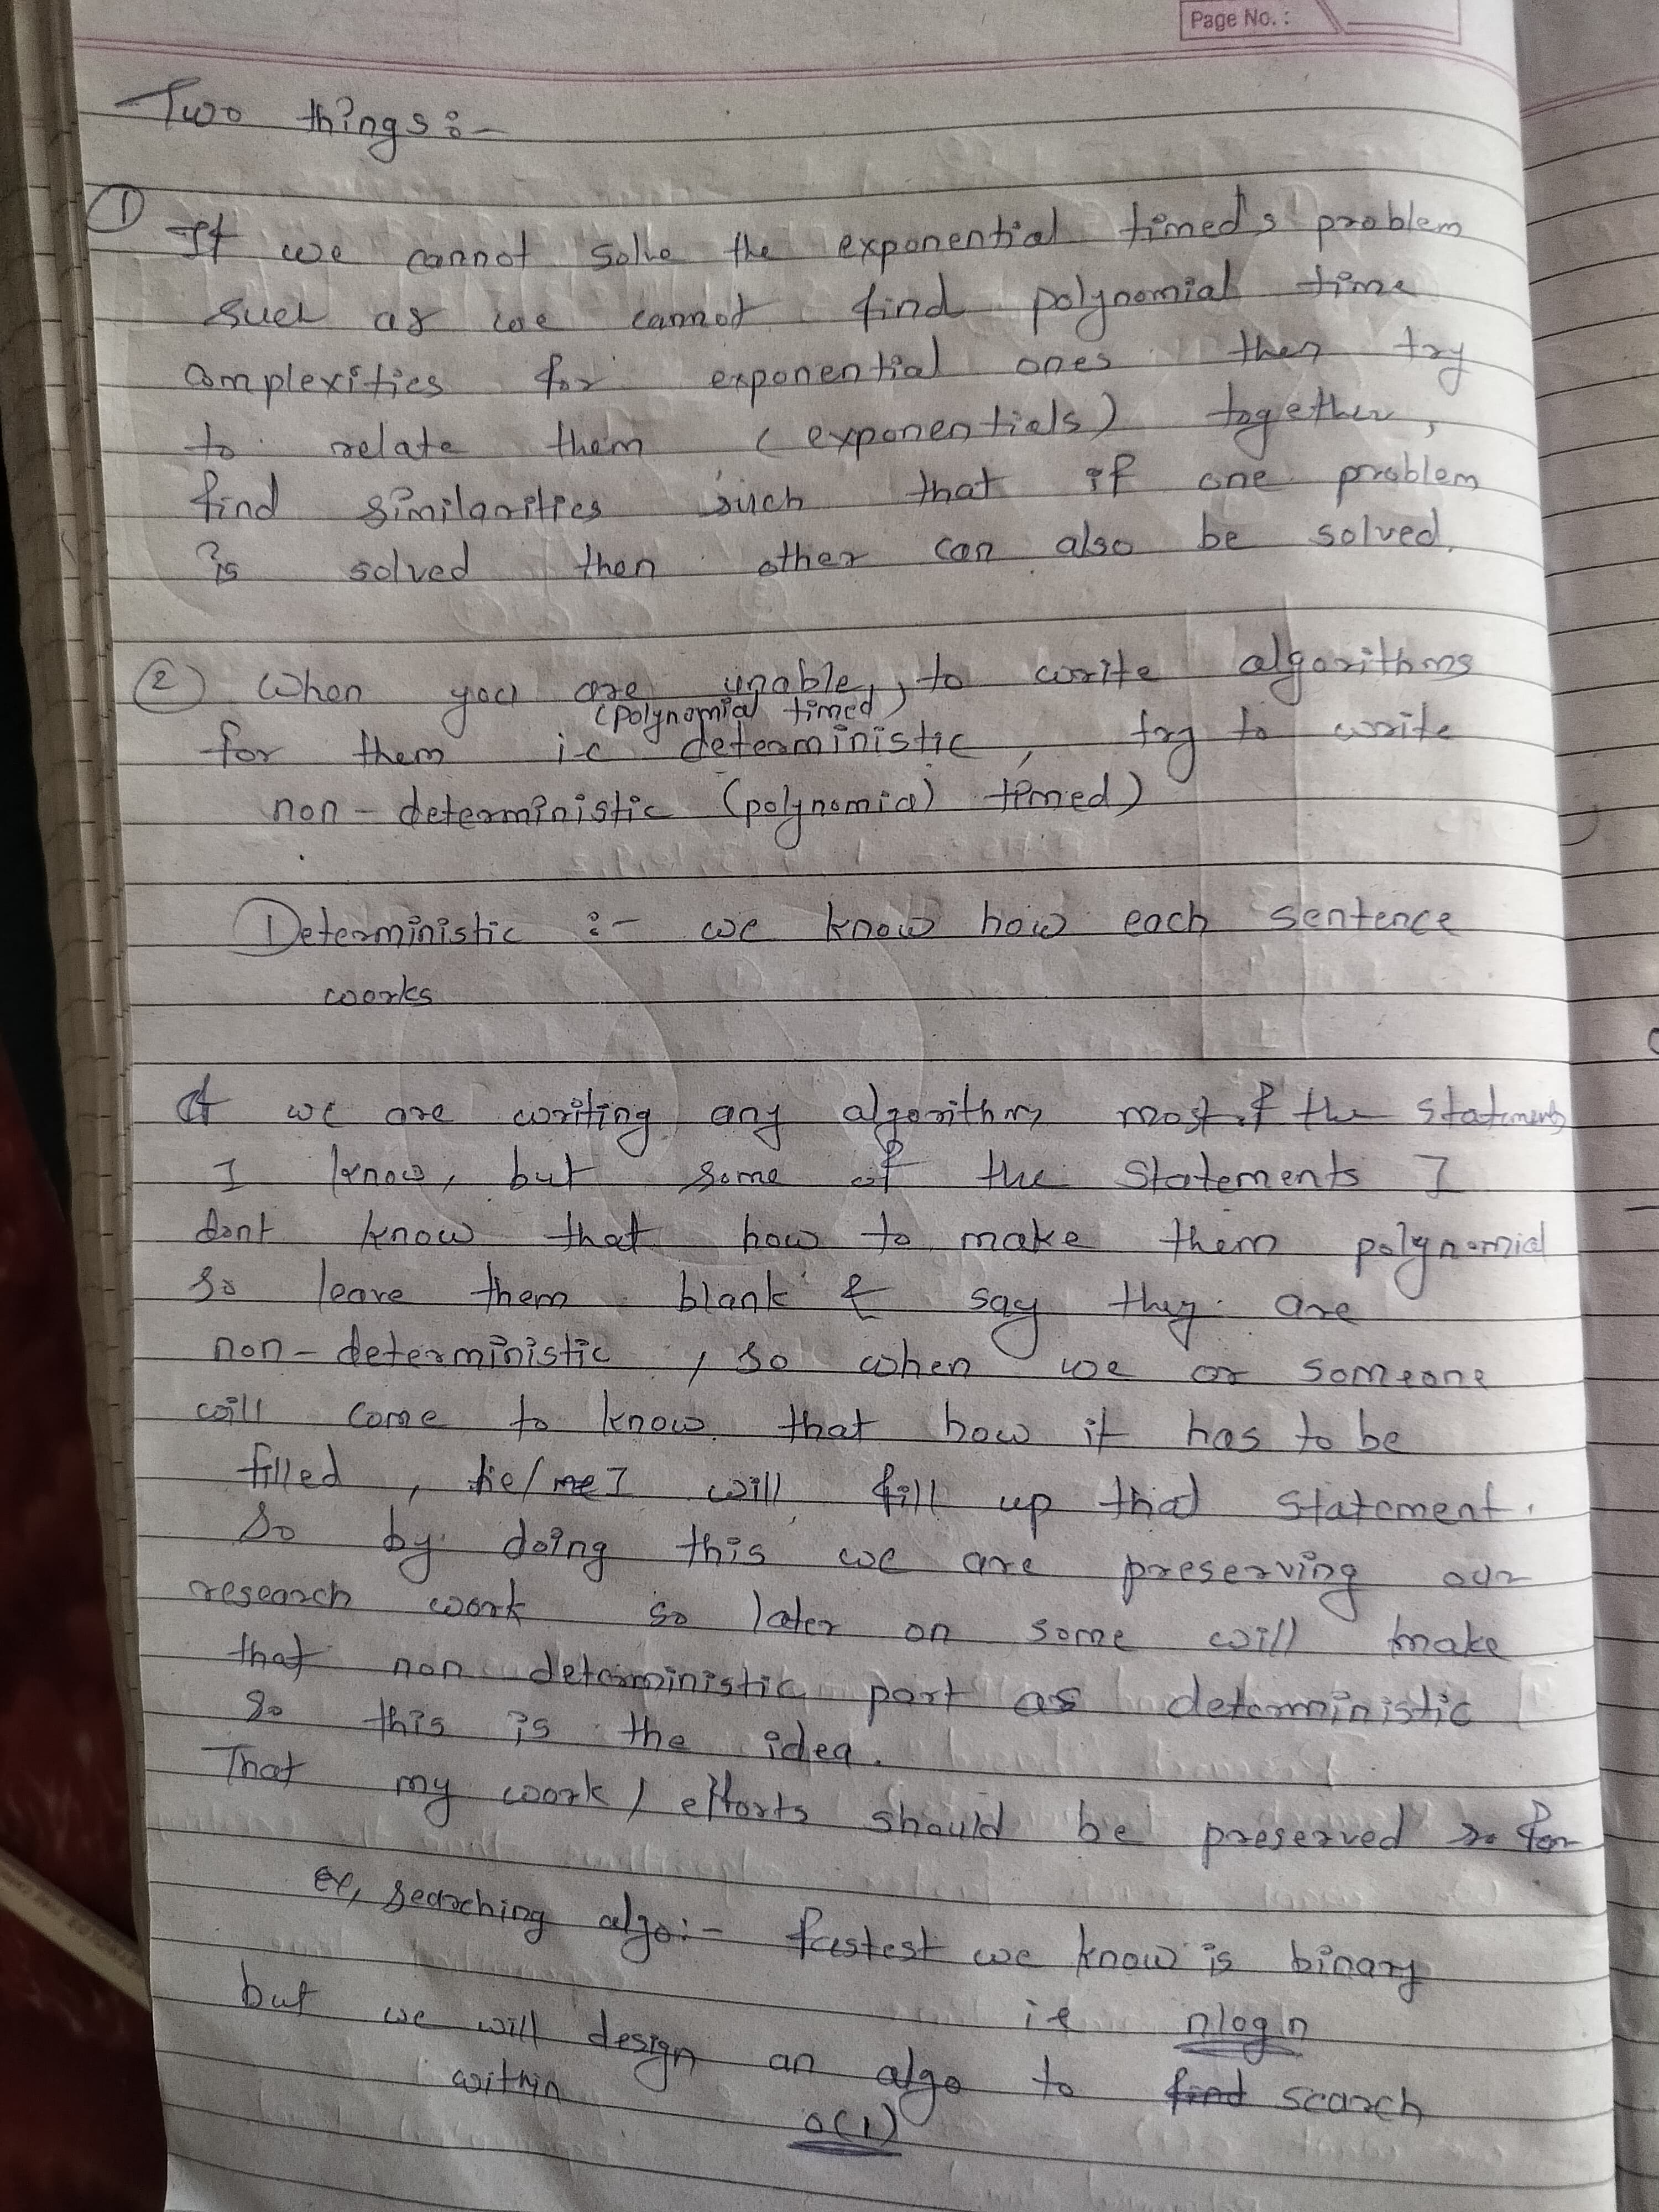 Page No. :
Two things :-
① If we cannot solve the exponential timed's problem
such as we cannot find polynomial time
complexities for exponential ones then try
to relate them (exponentials) together,
find similarities such that if one problem
is solved then other can also be solved.
② When you are unable, to write algorithms
(polynomial timed)
for them i.e deterministic, try to write
non-deterministic (polynomial timed)
Deterministic :- we know how each sentence
works
If we are writing any algorithm most of the statements
I know, but some of the statements I
dont know that how to make them polynomial
so leave them blank & say they are
non-deterministic, so when we or someone
will come to know that how it has to be
filled, he/me I will fill up that statement.
So by doing this we are preserving our
research work so later on some will make
that non deterministic part as deterministic
So this is the idea.
That my work / efforts should be preserved so for
ex, searching algo:- fastest we know is binary
i.e nlogn
but we will design an algo to find search
within O(1)